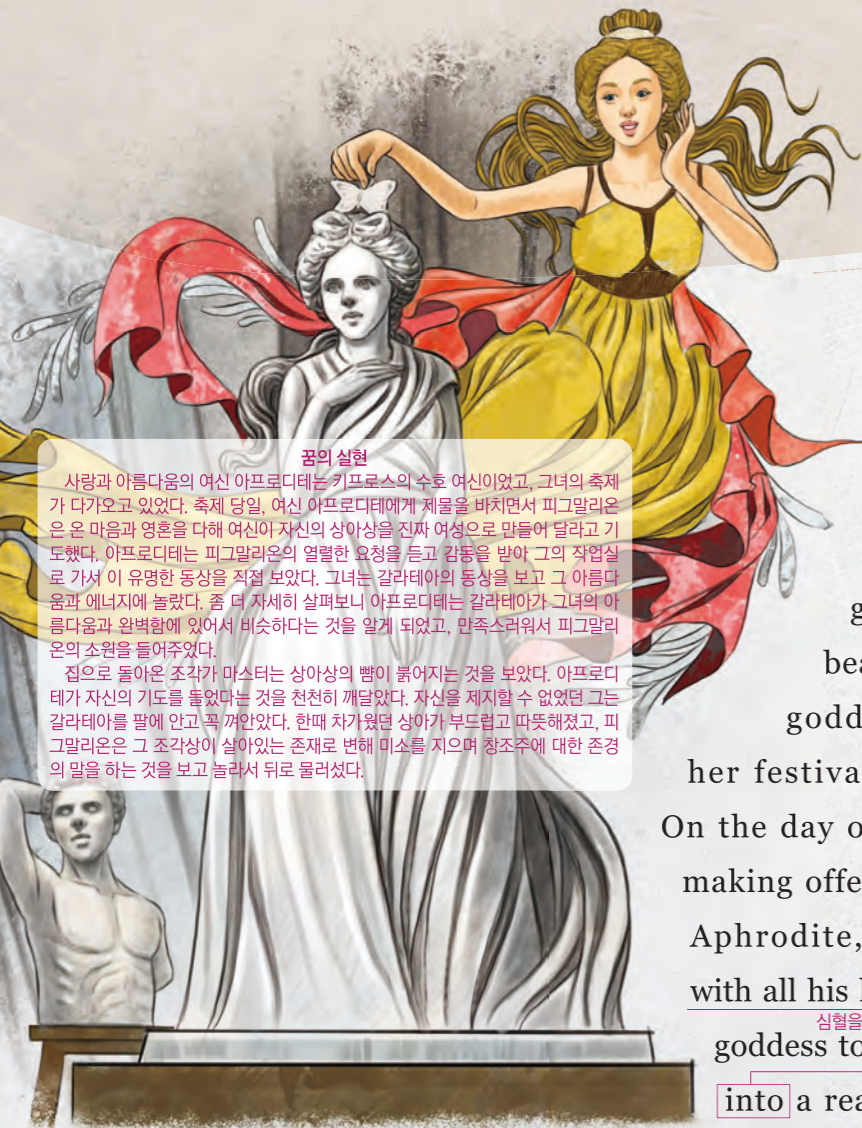 꿈의 실현
사랑과 아름다움의 여신 아프로디테는 키프로스의 수호 여신이었고, 그녀의 축제
가 다가오고 있었다. 축제 당일, 여신 아프로디테에게 제물을 바치면서 피그말리온
은 온 마음과 영혼을 다해 여신이 자신의 상아상을 진짜 여성으로 만들어 달라고 기
도했다. 아프로디테는 피그말리온의 열렬한 요청을 듣고 감동을 받아 그의 작업실
로 가서 이 유명한 동상을 직접 보았다. 그녀는 갈라테아의 동상을 보고 그 아름다
움과 에너지에 놀랐다. 좀 더 자세히 살펴보니 아프로디테는 갈라테아가 그녀의 아
름다움과 완벽함에 있어서 비슷하다는 것을 알게 되었고, 만족스러워서 피그말리
온의 소원을 들어주었다.
집으로 돌아온 조각가 마스터는 상아상의 뺨이 붉어지는 것을 보았다. 아프로디
테가 자신의 기도를 들었다는 것을 천천히 깨달았다. 자신을 제지할 수 없었던 그는
갈라테아를 팔에 안고 꼭 껴안았다. 한때 차가웠던 상아가 부드럽고 따뜻해졌고, 피
그말리온은 그 조각상이 살아있는 존재로 변해 미소를 지으며 창조주에 대한 존경
의 말을 하는 것을 보고 놀라서 뒤로 물러섰다.
g
bea
godd
her festiva
On the day o
making offe
Aphrodite,
with all his
심혈을
goddess to
into a rea